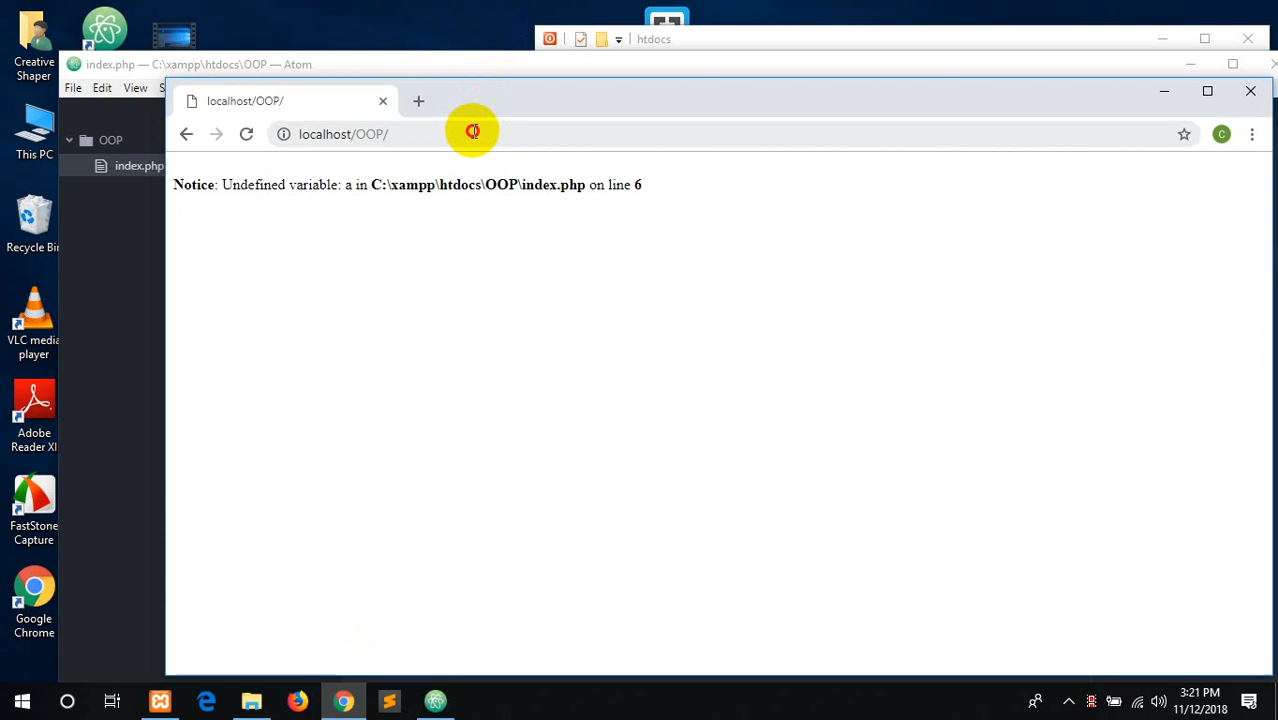 Creative
Shaper
This PC
Recycle Bin
VLC media
player
Adobe
Reader XI
FastStone
Capture
Google
Chrome
htdocs
index.php — C:\xampp\htdocs\OOP — Atom
File Edit View S
OOP
index.php
localhost/OOP/
localhost/OOP/
C
Notice: Undefined variable: a in C:\xampp\htdocs\OOP\index.php on line 6
3:21 PM
11/12/2018